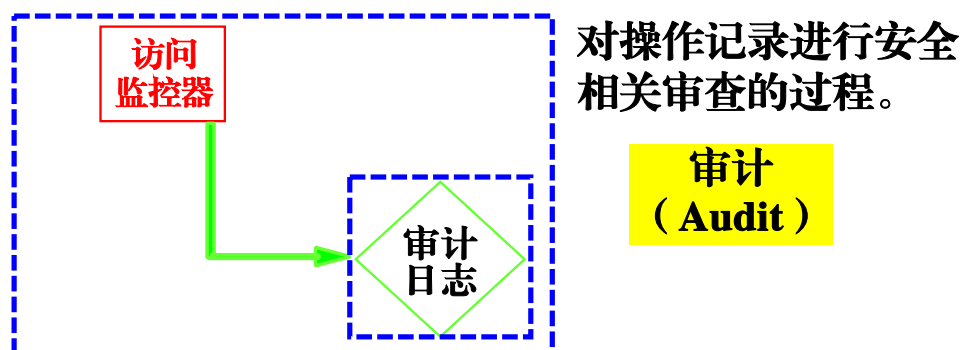 访问
监控器
审计
日志
对操作记录进行安全
相关审查的过程。
审计
（Audit）